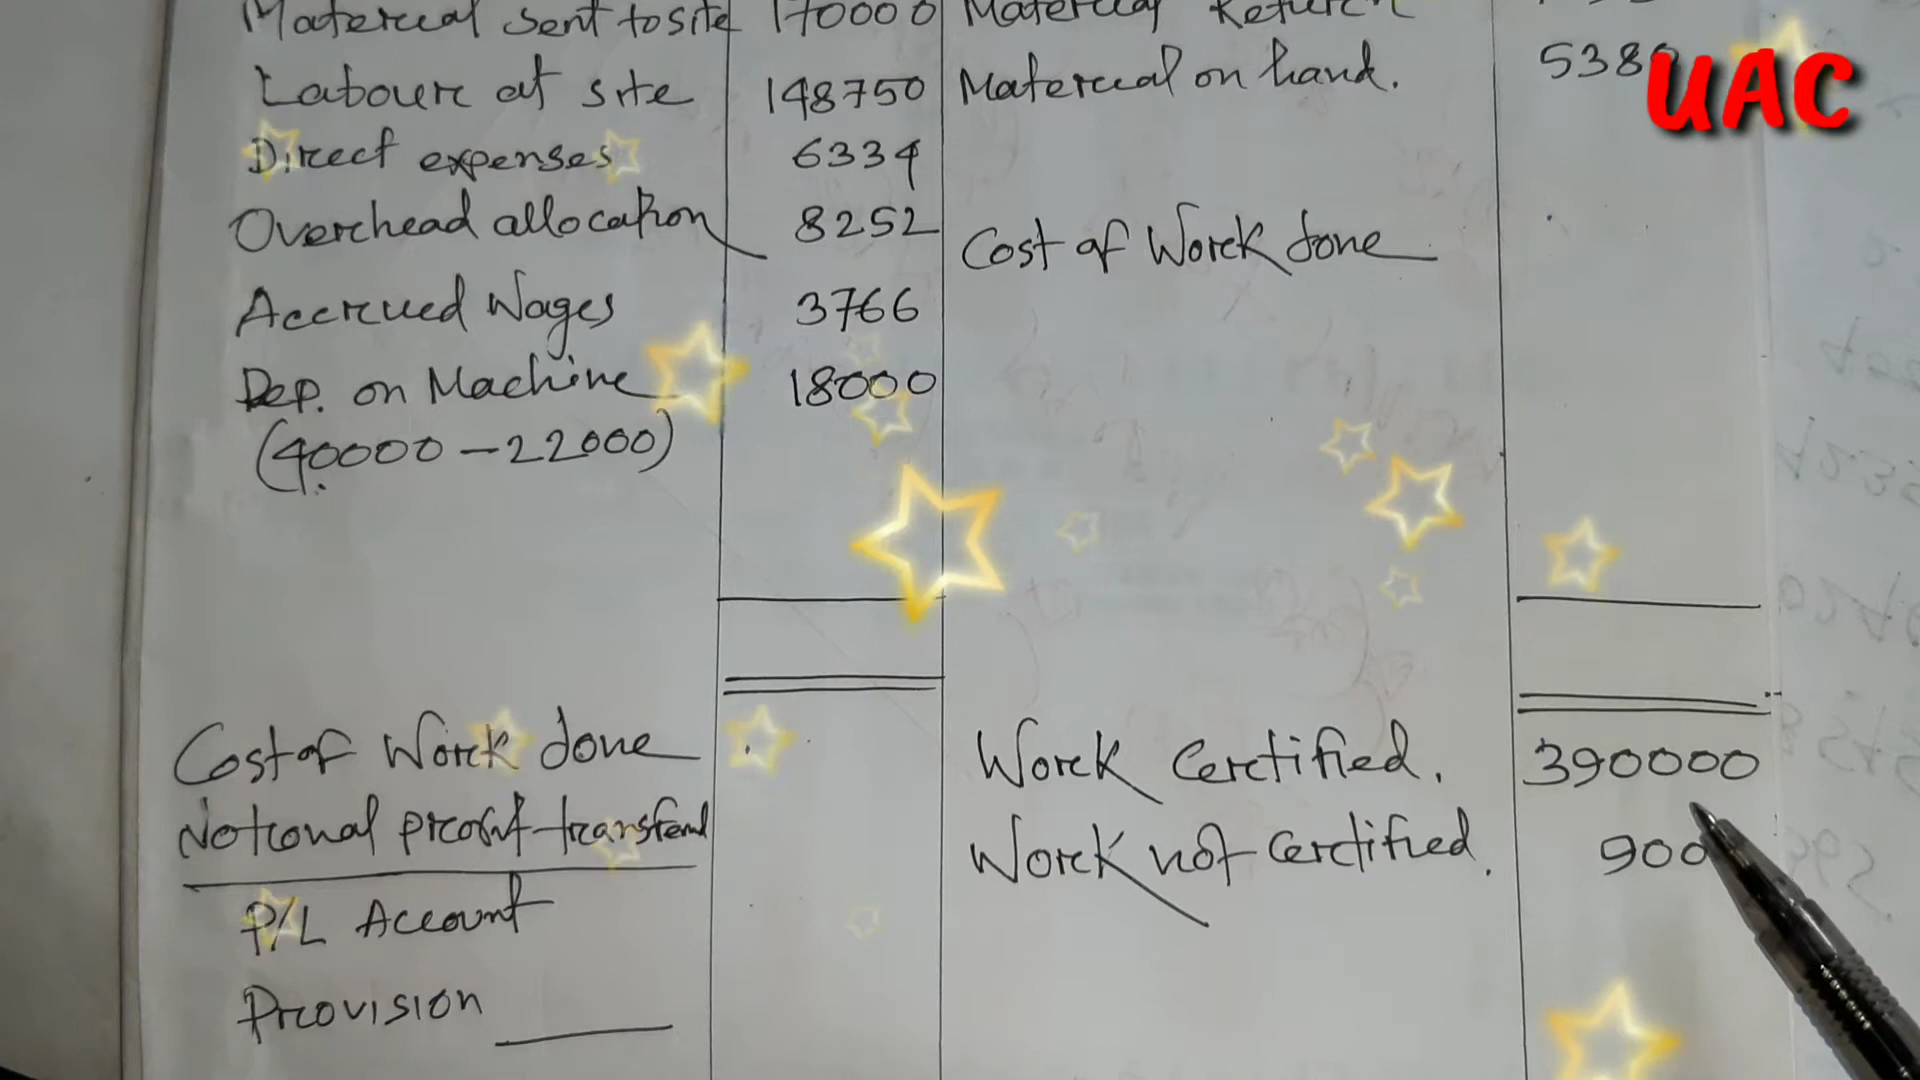 Material sent to site 170000 Material Return
Labour at site 148750 Material on hand. 538
UAC
Direct expenses 6334
Overhead allocation 8252 Cost of Work done
Accrued Wages 3766
Dep. on Machine 18000
(40000 - 22000)
Cost of Work done Work Certified. 390000
Notional profit transferred Work not Certified. 900
P/L Account
Provision